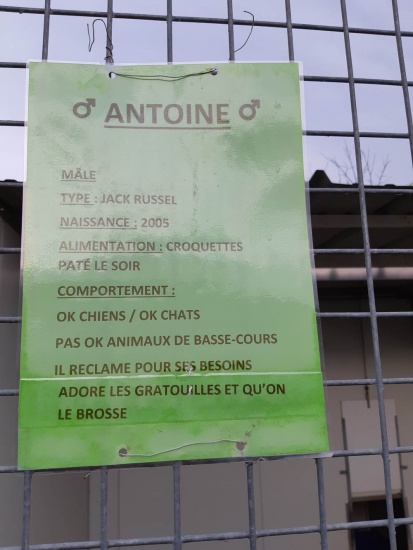 ♂ ANTOINE ♂
MÄLE
TYPE : JACK RUSSEL
NAISSANCE : 2005
ALIMENTATION : CROQUETTES
PATÉ LE SOIR
COMPORTEMENT :
OK CHIENS / OK CHATS
PAS OK ANIMAUX DE BASSE-COURS
IL RECLAME POUR SES BESOINS
ADORE LES GRATOUILLES ET QU'ON
LE BROSSE